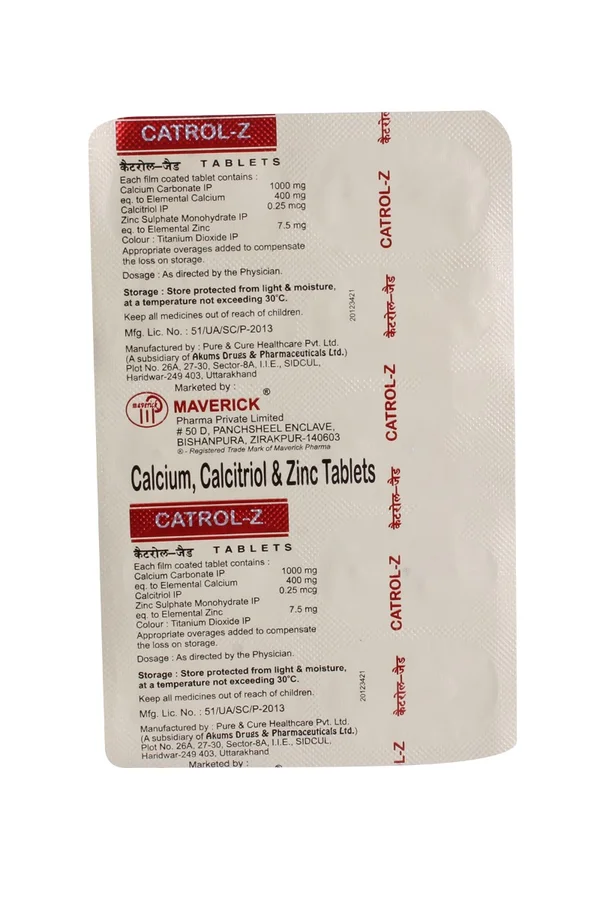 CATROL-Z
कैटरोल–जैड TABLETS
Each film coated tablet contains :
Calcium Carbonate IP 1000 mg
eq. to Elemental Calcium 400 mg
Calcitriol IP 0.25 mcg
Zinc Sulphate Monohydrate IP
eq. to Elemental Zinc 7.5 mg
Colour : Titanium Dioxide IP
Appropriate overages added to compensate
the loss on storage.
Dosage : As directed by the Physician.
Storage : Store protected from light & moisture,
at a temperature not exceeding 30°C.
Keep all medicines out of reach of children.
Mfg. Lic. No. : 51/UA/SC/P-2013
Manufactured by : Pure & Cure Healthcare Pvt. Ltd.
(A subsidiary of Akums Drugs & Pharmaceuticals Ltd.)
Plot No. 26A, 27-30, Sector-8A, I.I.E., SIDCUL,
Haridwar-249 403, Uttarakhand
20123421
Marketed by :
maverick
MAVERICK ®
Pharma Private Limited
# 50 D, PANCHSHEEL ENCLAVE,
BISHANPURA, ZIRAKPUR-140603
® - Registered Trade Mark of Maverick Pharma
Calcium, Calcitriol & Zinc Tablets
CATROL-Z
कैटरोल–जैड TABLETS
Each film coated tablet contains :
Calcium Carbonate IP 1000 mg
eq. to Elemental Calcium 400 mg
Calcitriol IP 0.25 mcg
Zinc Sulphate Monohydrate IP
eq. to Elemental Zinc 7.5 mg
Colour : Titanium Dioxide IP
Appropriate overages added to compensate
the loss on storage.
Dosage : As directed by the Physician.
Storage : Store protected from light & moisture,
at a temperature not exceeding 30°C.
Keep all medicines out of reach of children.
Mfg. Lic. No. : 51/UA/SC/P-2013
Manufactured by : Pure & Cure Healthcare Pvt. Ltd.
(A subsidiary of Akums Drugs & Pharmaceuticals Ltd.)
Plot No. 26A, 27-30, Sector-8A, I.I.E., SIDCUL,
Haridwar-249 403, Uttarakhand
20123421
Marketed by :
L-Z
कैटरोल–जैड
CATROL-Z
कैटरोल–जैड
CATROL-Z
कैटरोल–जैड
CATROL-Z
कैटरो